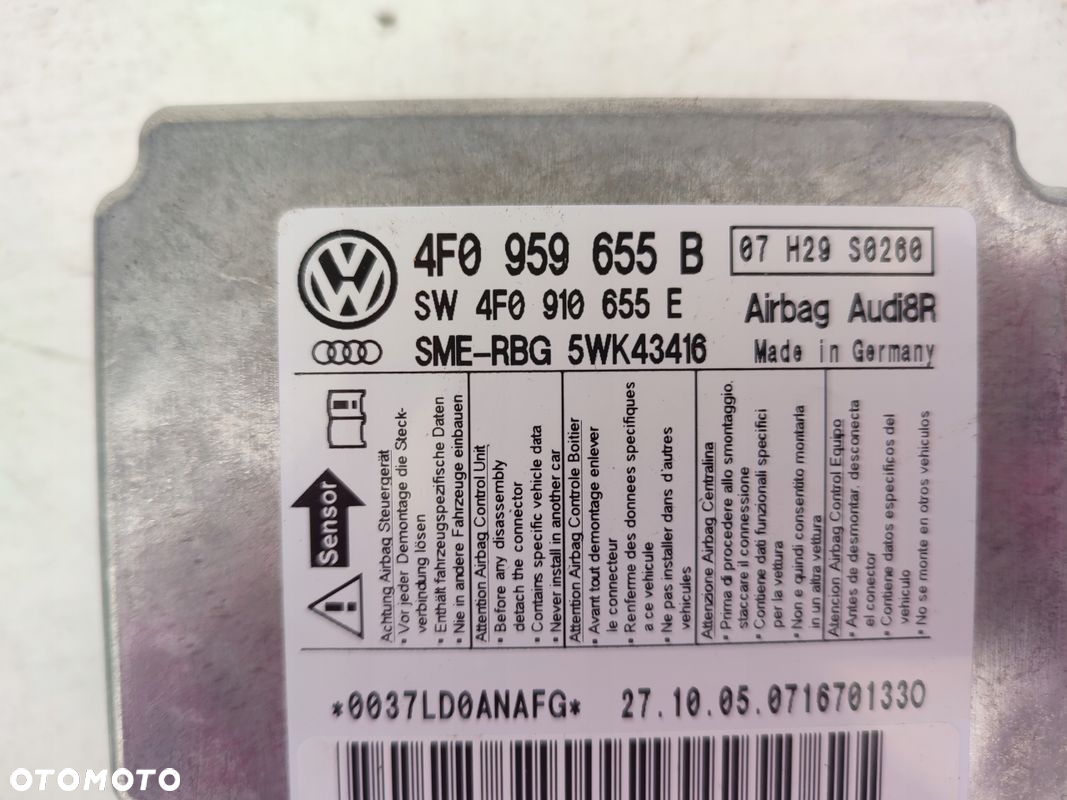 4F0 959 655 B
07 H29 S0260
SW 4F0 910 655 E
Airbag Audi8R
SME-RBG 5WK43416
Made in Germany
Sensor
Achtung Airbag Steuergerät
• Vor jeder Demontage die Steck-
verbindung lösen
• Enthält fahrzeugspezifische Daten
• Nie in andere Fahrzeuge einbauen
Attention Airbag Control Unit
• Before any disassembly
detach the connector
• Contains specific vehicle data
• Never install in another car
Attention Airbag Controle Boitier
• Avant tout demontage enlever
le connecteur
• Renferme des donnees specifiques
a ce vehicule
• Ne pas installer dans d'autres
vehicules
Attenzione Airbag Centralina
• Prima di procedere allo smontaggio.
staccare il connessione
• Contiene dati funzionali specifici
per la vettura
• Non e quindi consentito montarla
in un altra vettura
Atencion Airbag Control Equipo
• Antes de desmontar, desconecta
el conector
• Contiene datos especificos del
vehiculo
• No se monte en otros vehiculos
*0037LD0ANAFG*
27.10.05.0716701330
OTOMOTO